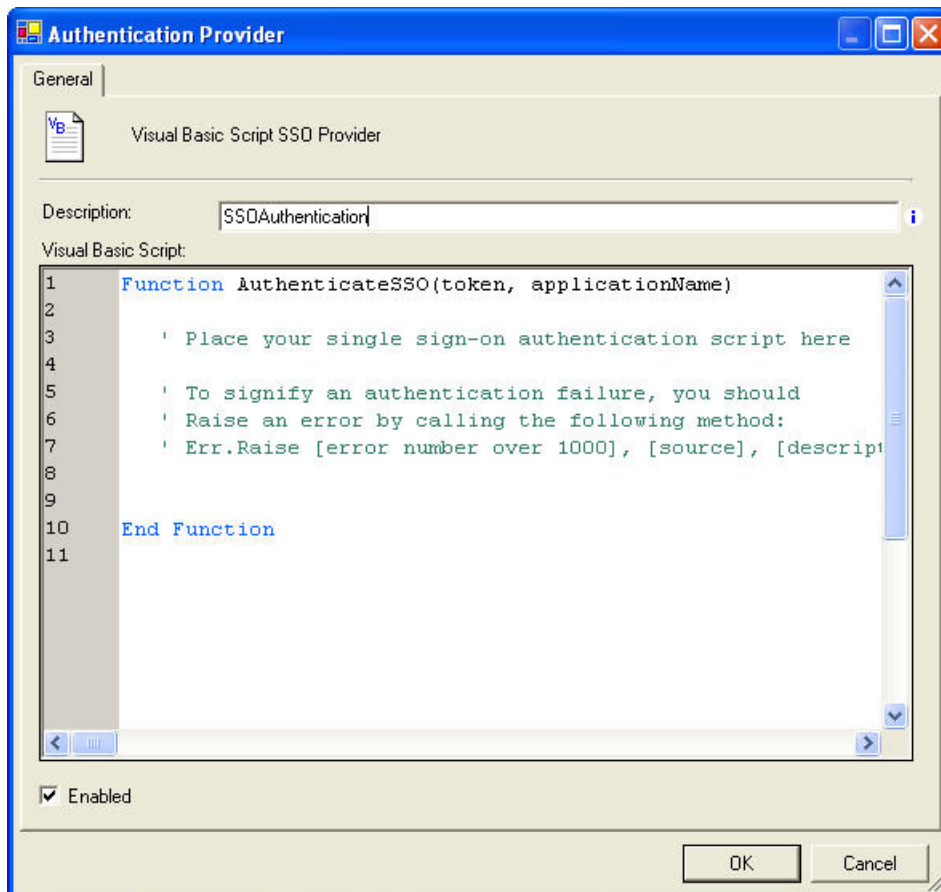 Authentication Provider
General
VB
Visual Basic Script SSO Provider
Description:
SSOAuthentication
i
Visual Basic Script:
1 Function AuthenticateSSO(token, applicationName)
2
3 ' Place your single sign-on authentication script here
4
5 ' To signify an authentication failure, you should
6 ' Raise an error by calling the following method:
7 ' Err.Raise [error number over 1000], [source], [descript
8
9
10 End Function
11
Enabled
OK
Cancel